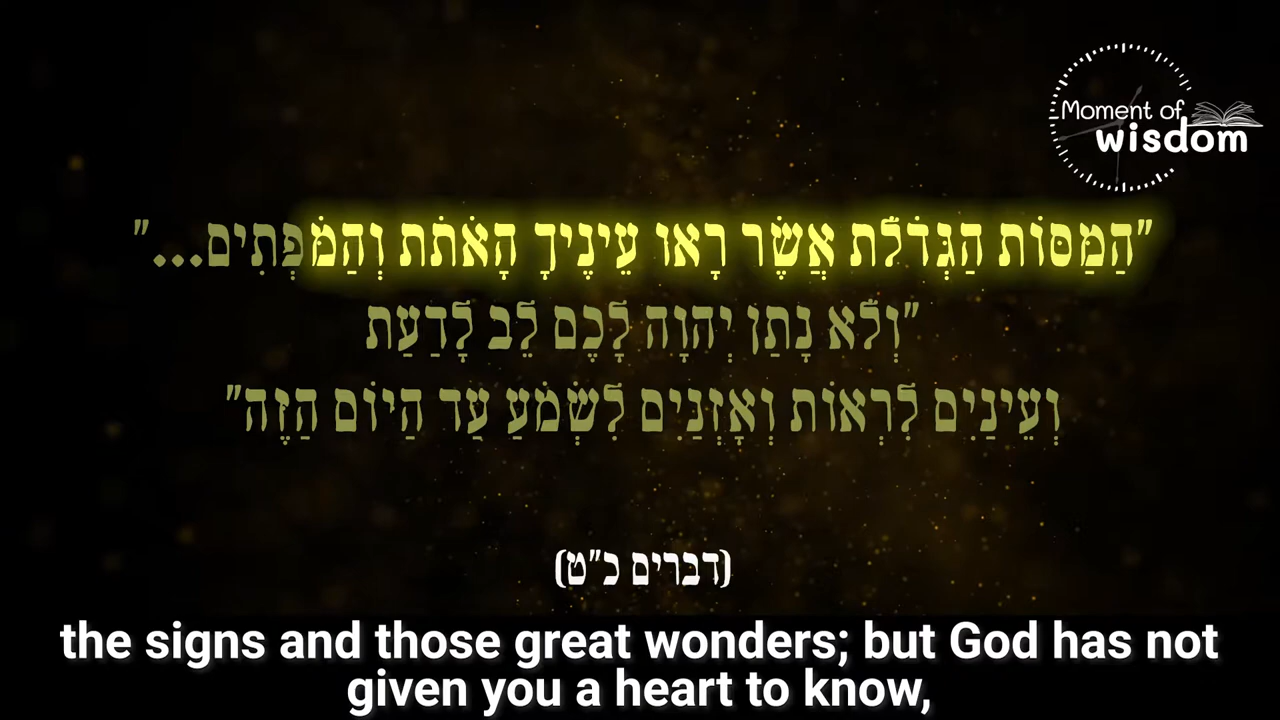 Moment of
wisdom
"הַמַּסּוֹת הַגְּדֹלֹת אֲשֶׁר רָאוּ עֵינֶיךָ הָאֹתֹת וְהַמֹּפְתִים..."
"וְלֹא נָתַן יְהוָה לָכֶם לֵב לָדַעַת
וְעֵינַיִם לִרְאוֹת וְאָזְנַיִם לִשְׁמֹעַ עַד הַיּוֹם הַזֶּה"
(דברים כ"ט)
the signs and those great wonders; but God has not
given you a heart to know,